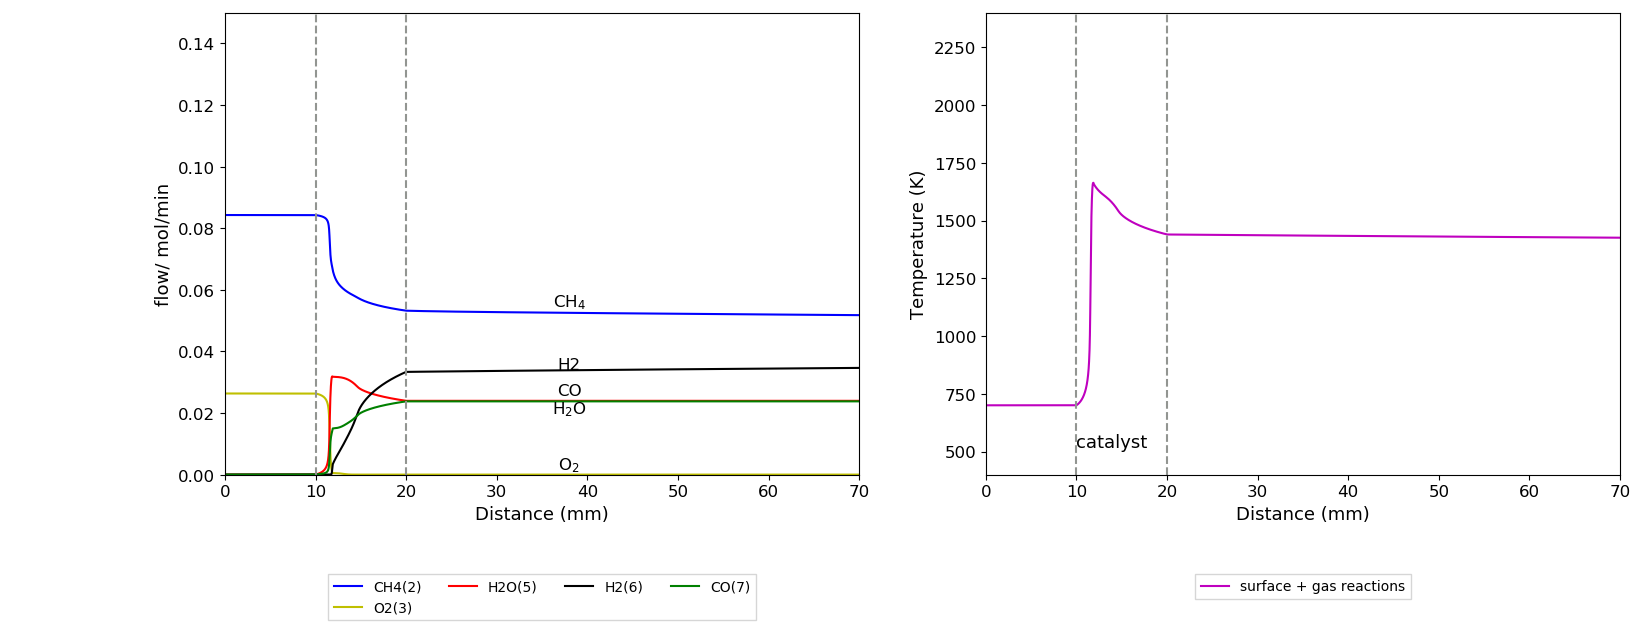 0.14
0.12
0.10
0.08
0.06
0.04
0.02
0.00
flow/ mol/min
CH₄
H2
CO
H₂O
O₂
0 10 20 30 40 50 60 70
Distance (mm)
CH4(2) H2O(5) H2(6) CO(7)
O2(3)
2250
2000
1750
1500
1250
1000
750
500
Temperature (K)
catalyst
0 10 20 30 40 50 60 70
Distance (mm)
surface + gas reactions